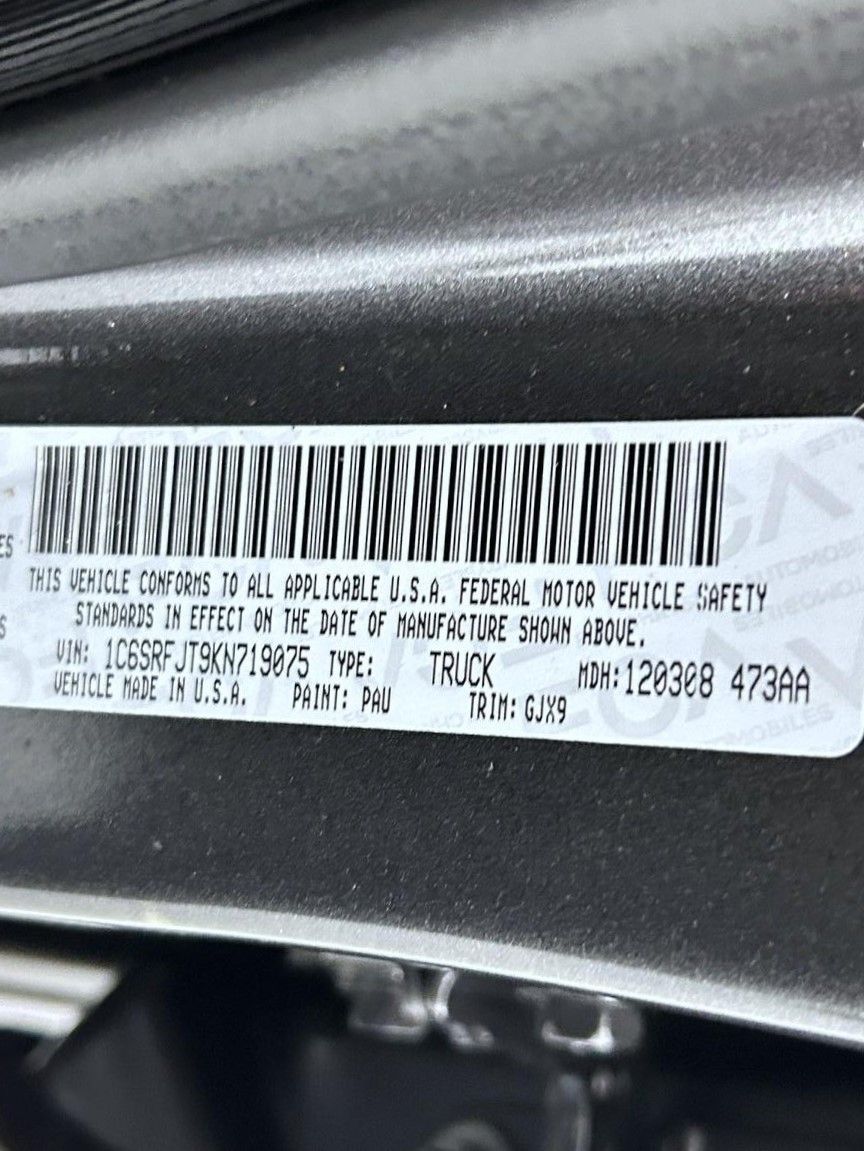 ES
THIS VEHICLE CONFORMS TO ALL APPLICABLE U.S.A. FEDERAL MOTOR VEHICLE SAFETY
S
STANDARDS IN EFFECT ON THE DATE OF MANUFACTURE SHOWN ABOVE.
VIN: 1C6SRFJT9KN719075 TYPE: TRUCK MDH:120308 473AA
VEHICLE MADE IN U.S.A. PAINT: PAU TRIM: GJX9